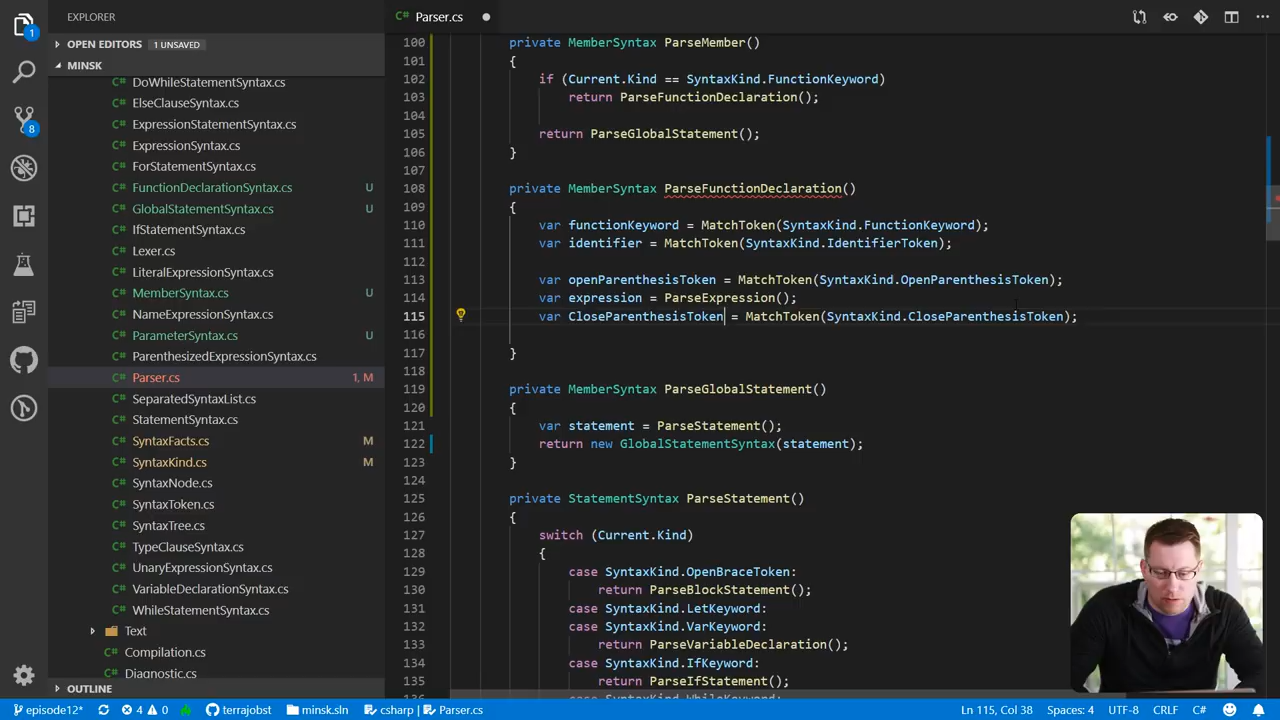 EXPLORER
OPEN EDITORS 1 UNSAVED
MINSK
DoWhileStatementSyntax.cs
ElseClauseSyntax.cs
ExpressionStatementSyntax.cs
ExpressionSyntax.cs
ForStatementSyntax.cs
FunctionDeclarationSyntax.cs U
GlobalStatementSyntax.cs U
IfStatementSyntax.cs
Lexer.cs
LiteralExpressionSyntax.cs
MemberSyntax.cs U
NameExpressionSyntax.cs
ParameterSyntax.cs U
ParenthesizedExpressionSyntax.cs
Parser.cs 1, M
SeparatedSyntaxList.cs
StatementSyntax.cs
SyntaxFacts.cs M
SyntaxKind.cs M
SyntaxNode.cs
SyntaxToken.cs
SyntaxTree.cs
TypeClauseSyntax.cs
UnaryExpressionSyntax.cs
VariableDeclarationSyntax.cs
WhileStatementSyntax.cs
Text
Compilation.cs
Diagnostic.cs
OUTLINE
1
8
Parser.cs
100 private MemberSyntax ParseMember()
101 {
102 if (Current.Kind == SyntaxKind.FunctionKeyword)
103 return ParseFunctionDeclaration();
104
105 return ParseGlobalStatement();
106 }
107
108 private MemberSyntax ParseFunctionDeclaration()
109 {
110 var functionKeyword = MatchToken(SyntaxKind.FunctionKeyword);
111 var identifier = MatchToken(SyntaxKind.IdentifierToken);
112
113 var openParenthesisToken = MatchToken(SyntaxKind.OpenParenthesisToken);
114 var expression = ParseExpression();
115 var CloseParenthesisToken = MatchToken(SyntaxKind.CloseParenthesisToken);
116
117 }
118
119 private MemberSyntax ParseGlobalStatement()
120 {
121 var statement = ParseStatement();
122 return new GlobalStatementSyntax(statement);
123 }
124
125 private StatementSyntax ParseStatement()
126 {
127 switch (Current.Kind)
128 {
129 case SyntaxKind.OpenBraceToken:
130 return ParseBlockStatement();
131 case SyntaxKind.LetKeyword:
132 case SyntaxKind.VarKeyword:
133 return ParseVariableDeclaration();
134 case SyntaxKind.IfKeyword:
135 return ParseIfStatement();
136 case SyntaxKind.WhileKeyword:
episode12* 4 0 terrajobst minsk.sln csharp | Parser.cs Ln 115, Col 38 Spaces: 4 UTF-8 CRLF C#